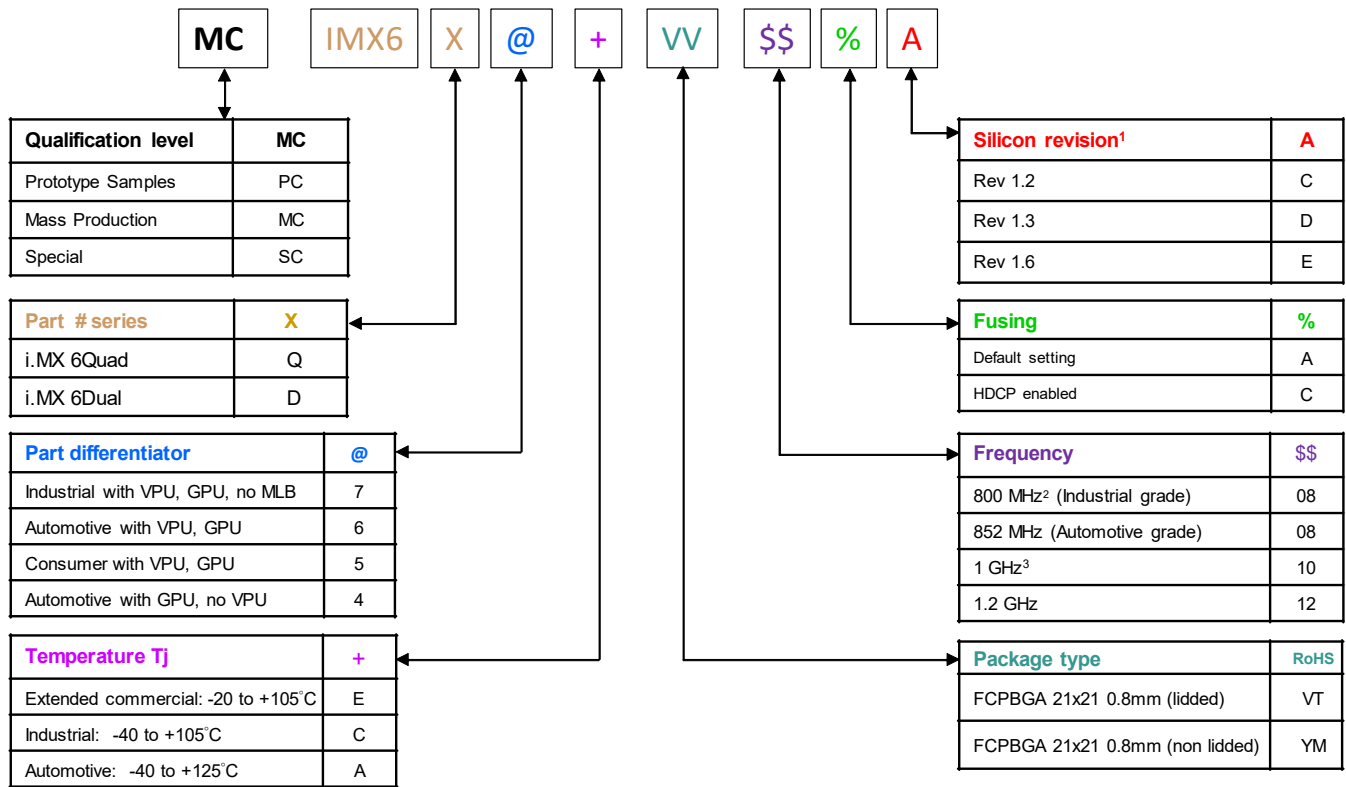 MC IMX6 X @ + VV $$ % A
Qualification level MC
Prototype Samples PC
Mass Production MC
Special SC
Part # series X
i.MX 6Quad Q
i.MX 6Dual D
Part differentiator @
Industrial with VPU, GPU, no MLB 7
Automotive with VPU, GPU 6
Consumer with VPU, GPU 5
Automotive with GPU, no VPU 4
Temperature Tj +
Extended commercial: -20 to +105°C E
Industrial: -40 to +105°C C
Automotive: -40 to +125°C A
Silicon revision¹ A
Rev 1.2 C
Rev 1.3 D
Rev 1.6 E
Fusing %
Default setting A
HDCP enabled C
Frequency $$
800 MHz² (Industrial grade) 08
852 MHz (Automotive grade) 08
1 GHz³ 10
1.2 GHz 12
Package type RoHS
FCPBGA 21x21 0.8mm (lidded) VT
FCPBGA 21x21 0.8mm (non lidded) YM